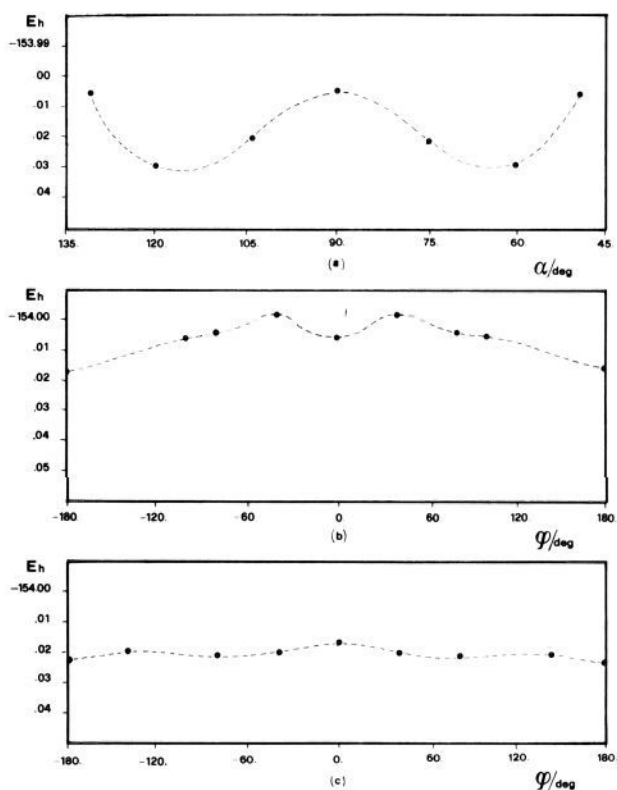 Eh
-153.99
.00
.01
.02
.03
.04
135. 120. 105. 90. 75. 60. 45.
(a) α/deg
Eh
-154.00
.01
.02
.03
.04
.05
-180. -120. -60 0. 60 120. 180.
(b) φ/deg
Eh
-154.00
.01
.02
.03
.04
-180. -120. -60. 0. 60 120. 180.
(c) φ/deg